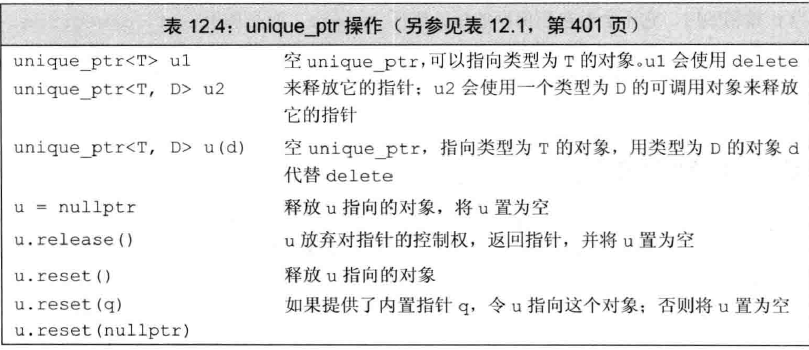 表 12.4：unique_ptr 操作（另参见表 12.1，第 401 页）
unique_ptr<T> u1 空 unique_ptr，可以指向类型为 T 的对象。u1 会使用 delete
unique_ptr<T, D> u2 来释放它的指针；u2 会使用一个类型为 D 的可调用对象来释放
它的指针
unique_ptr<T, D> u(d) 空 unique_ptr，指向类型为 T 的对象，用类型为 D 的对象 d
代替 delete
u = nullptr 释放 u 指向的对象，将 u 置为空
u.release() u 放弃对指针的控制权，返回指针，并将 u 置为空
u.reset() 释放 u 指向的对象
u.reset(q) 如果提供了内置指针 q，令 u 指向这个对象；否则将 u 置为空
u.reset(nullptr)